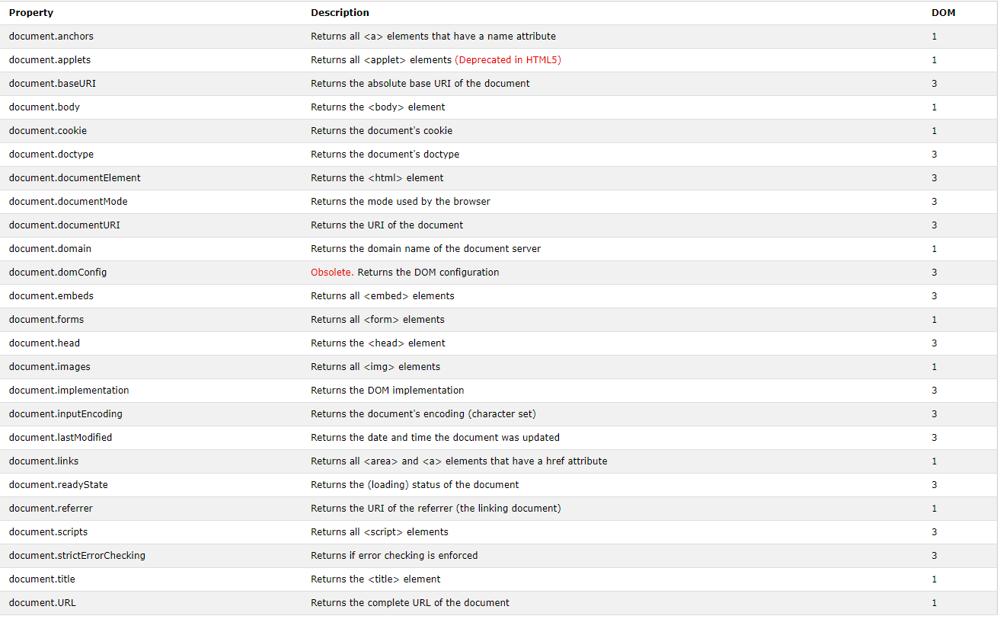 Property Description DOM
document.anchors Returns all <a> elements that have a name attribute 1
document.applets Returns all <applet> elements (Deprecated in HTML5) 1
document.baseURI Returns the absolute base URI of the document 3
document.body Returns the <body> element 1
document.cookie Returns the document's cookie 1
document.doctype Returns the document's doctype 3
document.documentElement Returns the <html> element 3
document.documentMode Returns the mode used by the browser 3
document.documentURI Returns the URI of the document 3
document.domain Returns the domain name of the document server 1
document.domConfig Obsolete. Returns the DOM configuration 3
document.embeds Returns all <embed> elements 3
document.forms Returns all <form> elements 1
document.head Returns the <head> element 3
document.images Returns all <img> elements 1
document.implementation Returns the DOM implementation 3
document.inputEncoding Returns the document's encoding (character set) 3
document.lastModified Returns the date and time the document was updated 3
document.links Returns all <area> and <a> elements that have a href attribute 1
document.readyState Returns the (loading) status of the document 3
document.referrer Returns the URI of the referrer (the linking document) 1
document.scripts Returns all <script> elements 3
document.strictErrorChecking Returns if error checking is enforced 3
document.title Returns the <title> element 1
document.URL Returns the complete URL of the document 1